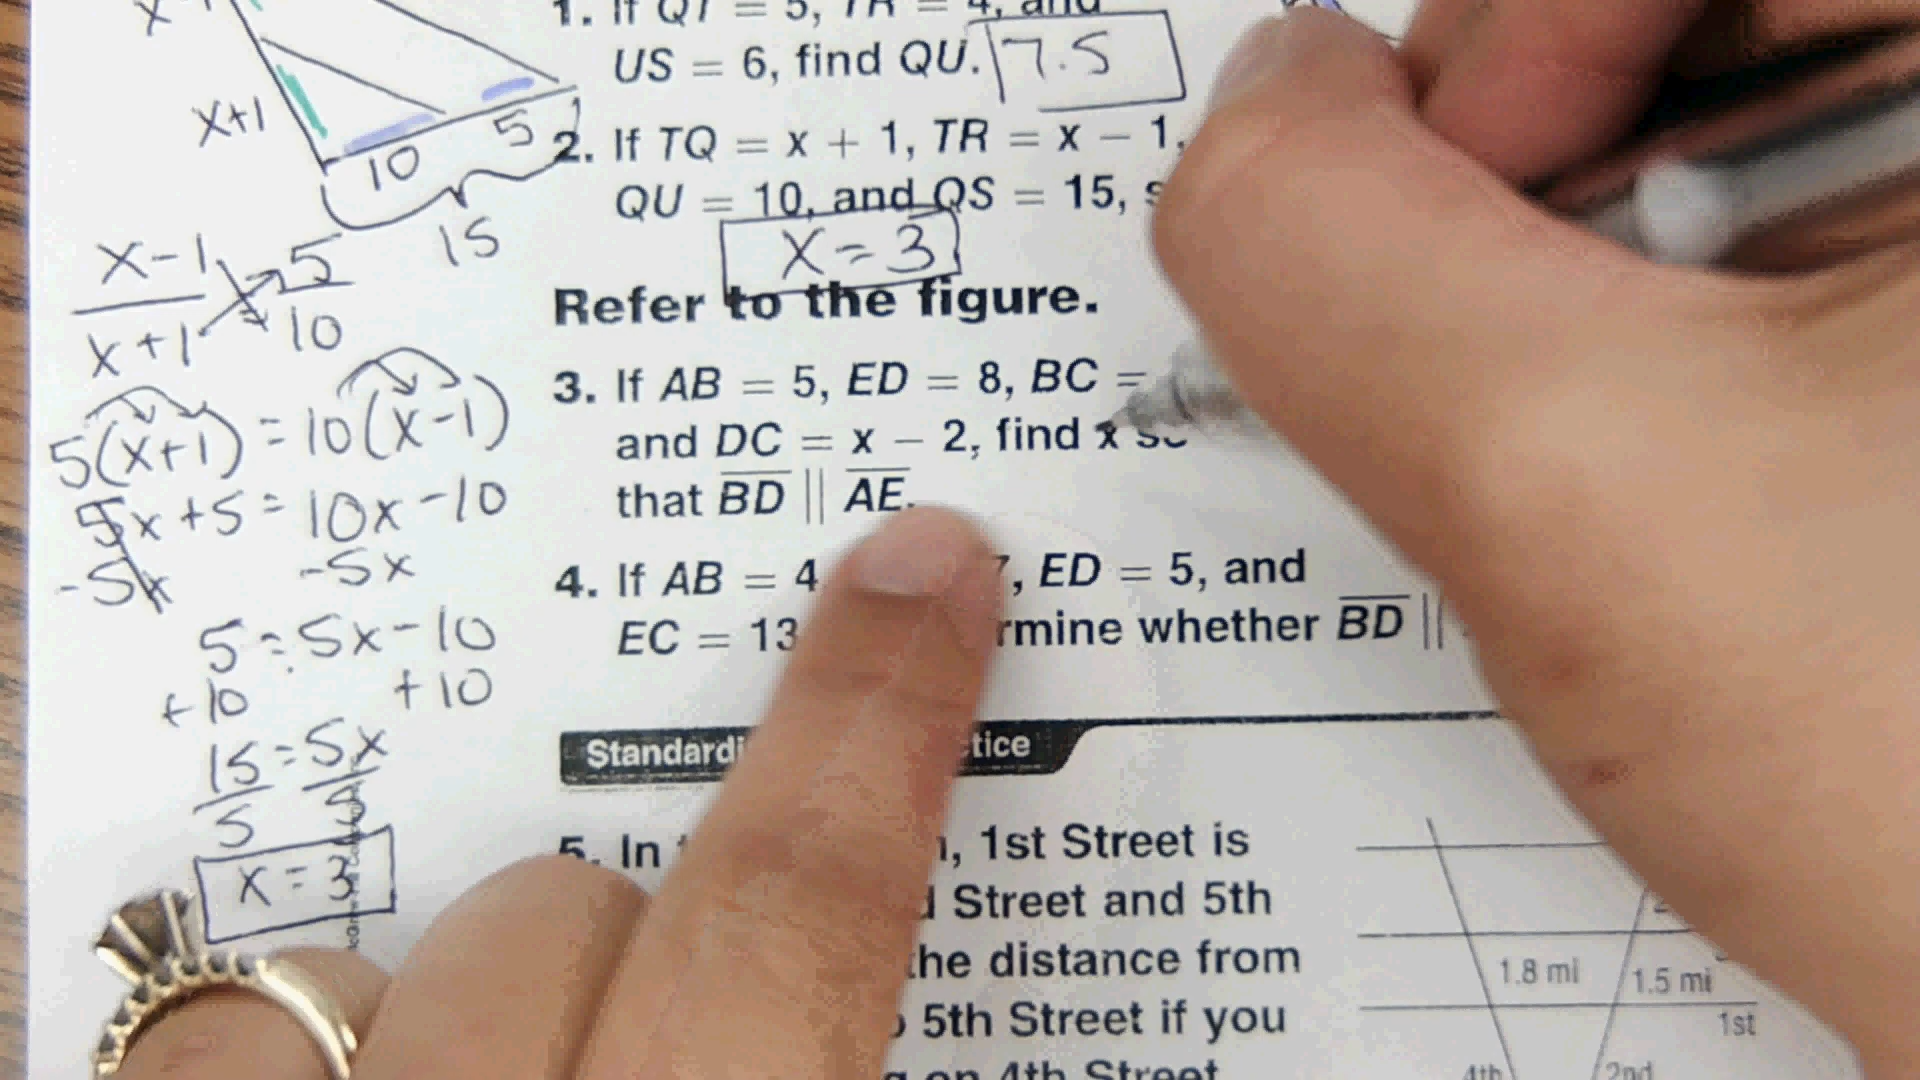 1. If QT = 5, TR = 4, and
US = 6, find QU. 7.5
x+1
10
5
15
2. If TQ = x + 1, TR = x − 1,
QU = 10, and QS = 15,
x = 3
x-1
x+1
5
10
5(x+1) = 10(x-1)
5x+5 = 10x-10
-5x -5x
5 = 5x-10
+10 +10
15 = 5x
5
x = 3
Refer to the figure.
3. If AB = 5, ED = 8, BC =
and DC = x − 2, find x
that BD || AE.
4. If AB = 4 , ED = 5, and
EC = 13 whether BD ||
5. In , 1st Street is
Street and 5th
the distance from
5th Street if you
on 4th Street
1.8 mi
1.5 mi
1st
4th
2nd